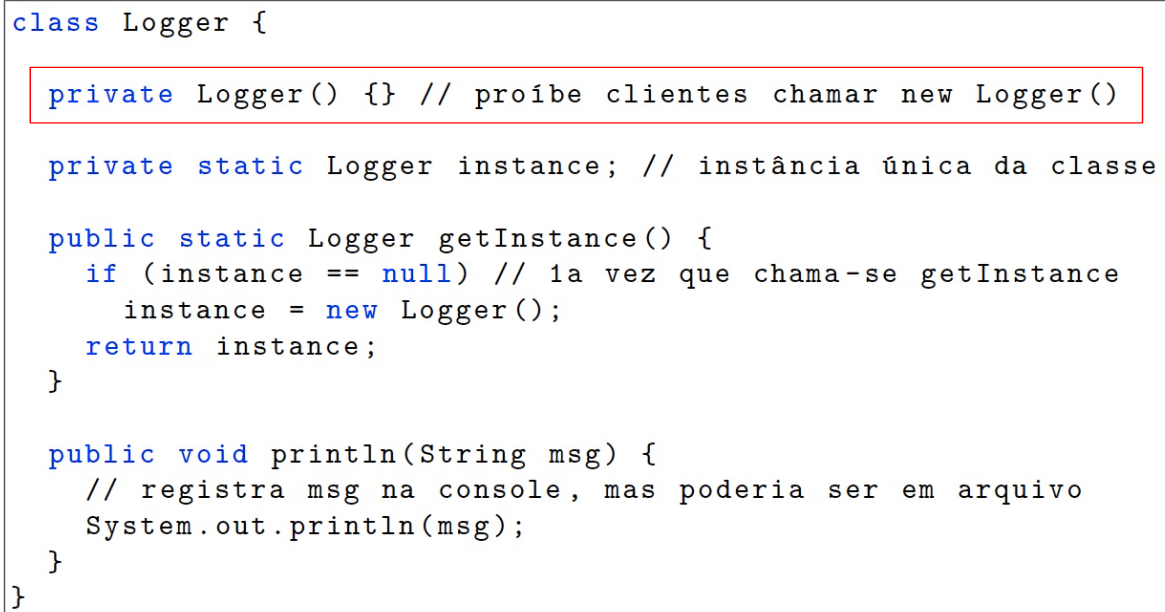 class Logger {
private Logger() {} // proíbe clientes chamar new Logger()
private static Logger instance; // instância única da classe
public static Logger getInstance() {
if (instance == null) // 1a vez que chama-se getInstance
instance = new Logger();
return instance;
}
public void println(String msg) {
// registra msg na console, mas poderia ser em arquivo
System.out.println(msg);
}
}